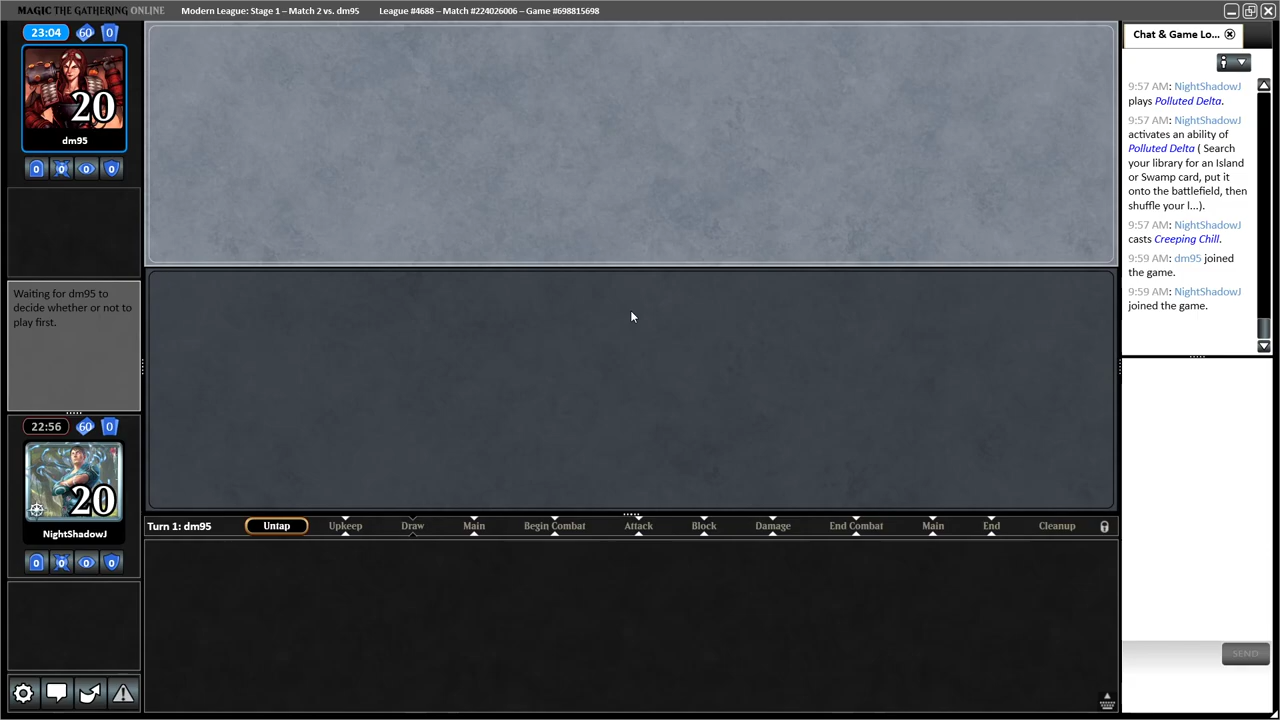 MAGIC THE GATHERING ONLINE Modern League: Stage 1 – Match 2 vs. dm95 League #4688 – Match #224026006 – Game #698815698
23:04 60 0
20
dm95
0 0 0 0
Waiting for dm95 to
decide whether or not to
play first.
22:56 60 0
20
NightShadowJ
0 0 0 0
Turn 1: dm95 Untap Upkeep Draw Main Begin Combat Attack Block Damage End Combat Main End Cleanup
Chat & Game Lo...
9:57 AM: NightShadowJ
plays Polluted Delta.
9:57 AM: NightShadowJ
activates an ability of
Polluted Delta ( Search
your library for an Island
or Swamp card, put it
onto the battlefield, then
shuffle your l...).
9:57 AM: NightShadowJ
casts Creeping Chill.
9:59 AM: dm95 joined
the game.
9:59 AM: NightShadowJ
joined the game.
SEND